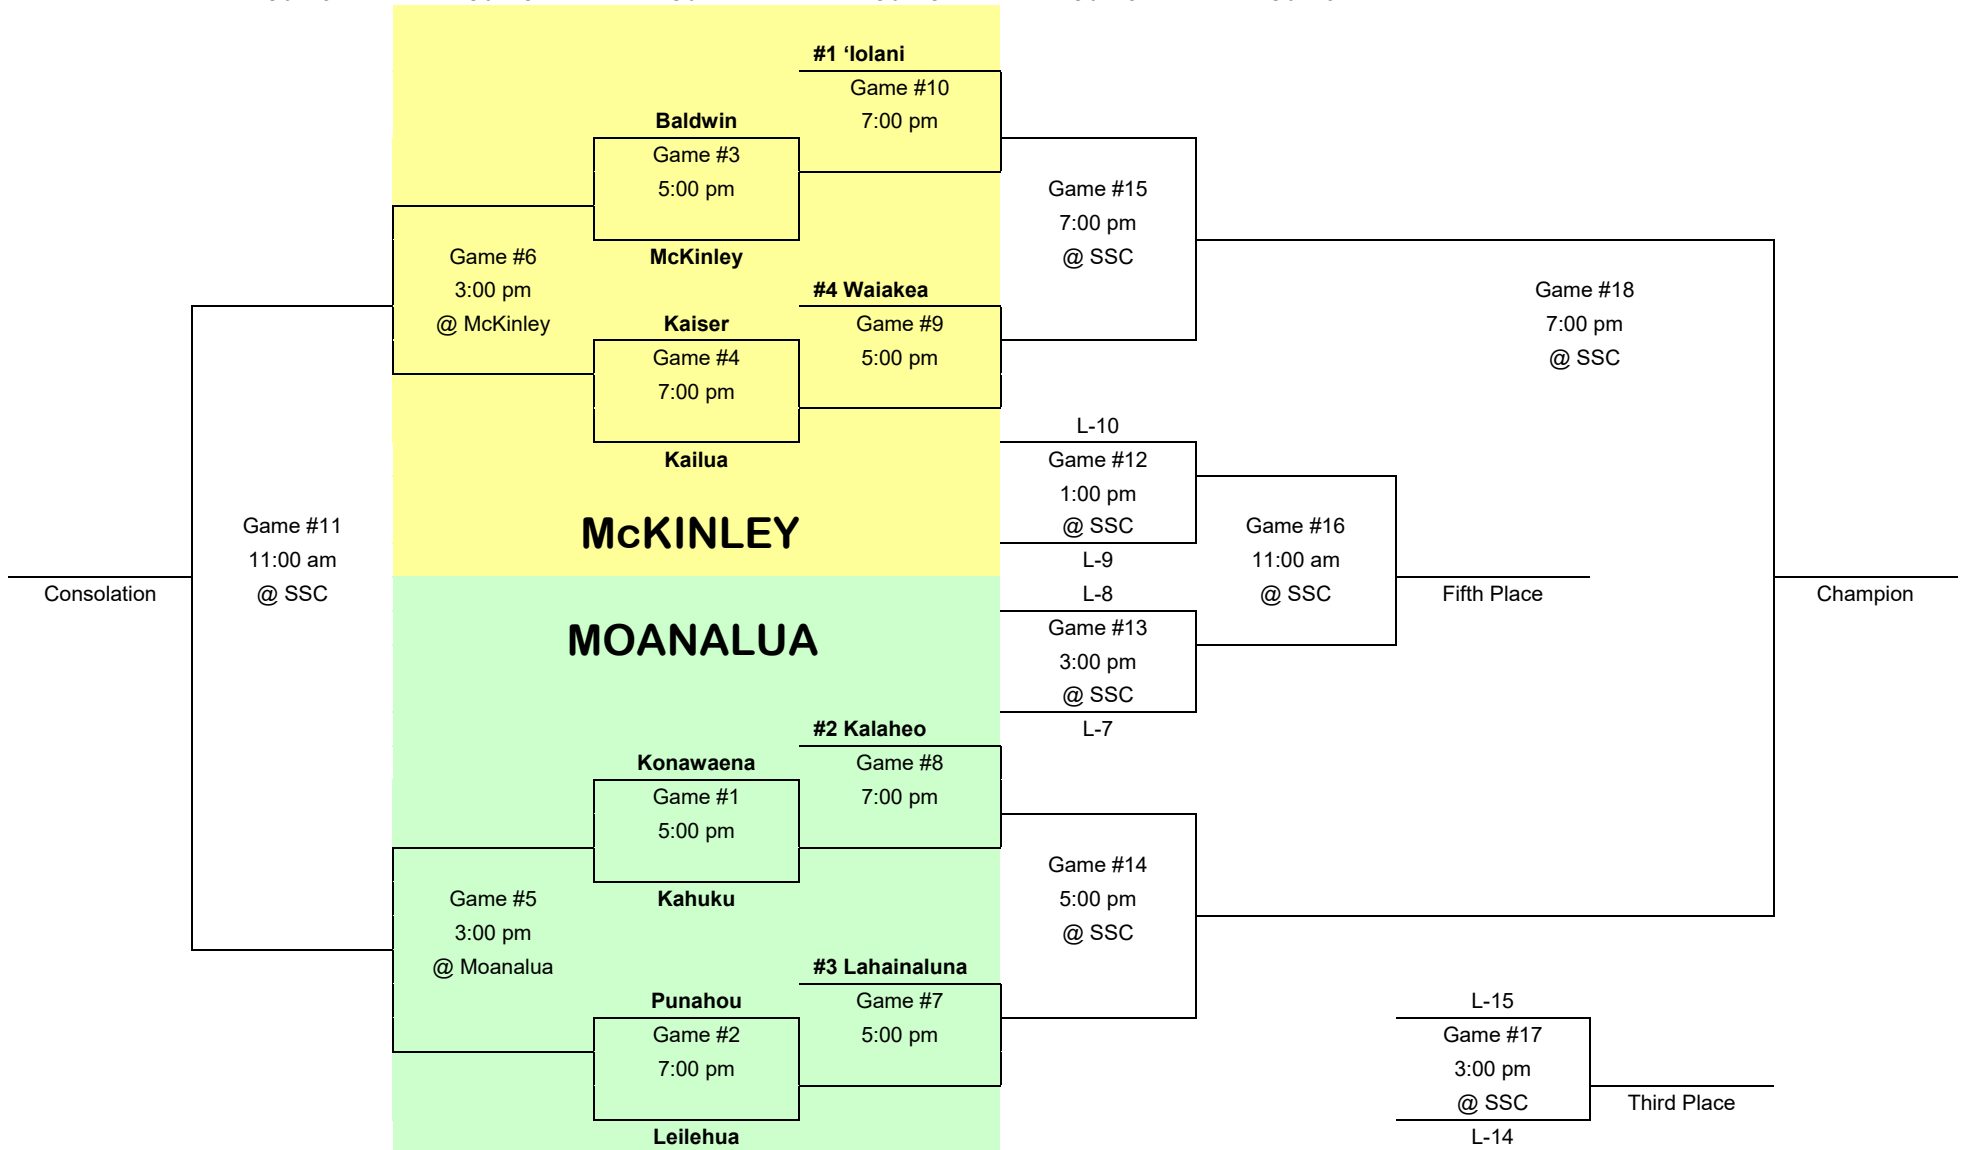 #1 ‘Iolani
Game #10
7:00 pm
Baldwin
Game #3
5:00 pm
McKinley
Game #6
3:00 pm
@ McKinley
#4 Waiakea
Game #9
5:00 pm
Kaiser
Game #4
7:00 pm
Kailua
Game #15
7:00 pm
@ SSC
Game #18
7:00 pm
@ SSC
L-10
Game #12
1:00 pm
@ SSC
L-9
McKINLEY
Game #11
11:00 am
@ SSC
Consolation
Game #16
11:00 am
@ SSC
Fifth Place
Champion
MOANALUA
L-8
Game #13
3:00 pm
@ SSC
L-7
#2 Kalaheo
Game #8
7:00 pm
Konawaena
Game #1
5:00 pm
Kahuku
Game #14
5:00 pm
@ SSC
Game #5
3:00 pm
@ Moanalua
#3 Lahainaluna
Game #7
5:00 pm
Punahou
Game #2
7:00 pm
Leilehua
L-15
Game #17
3:00 pm
@ SSC
L-14
Third Place